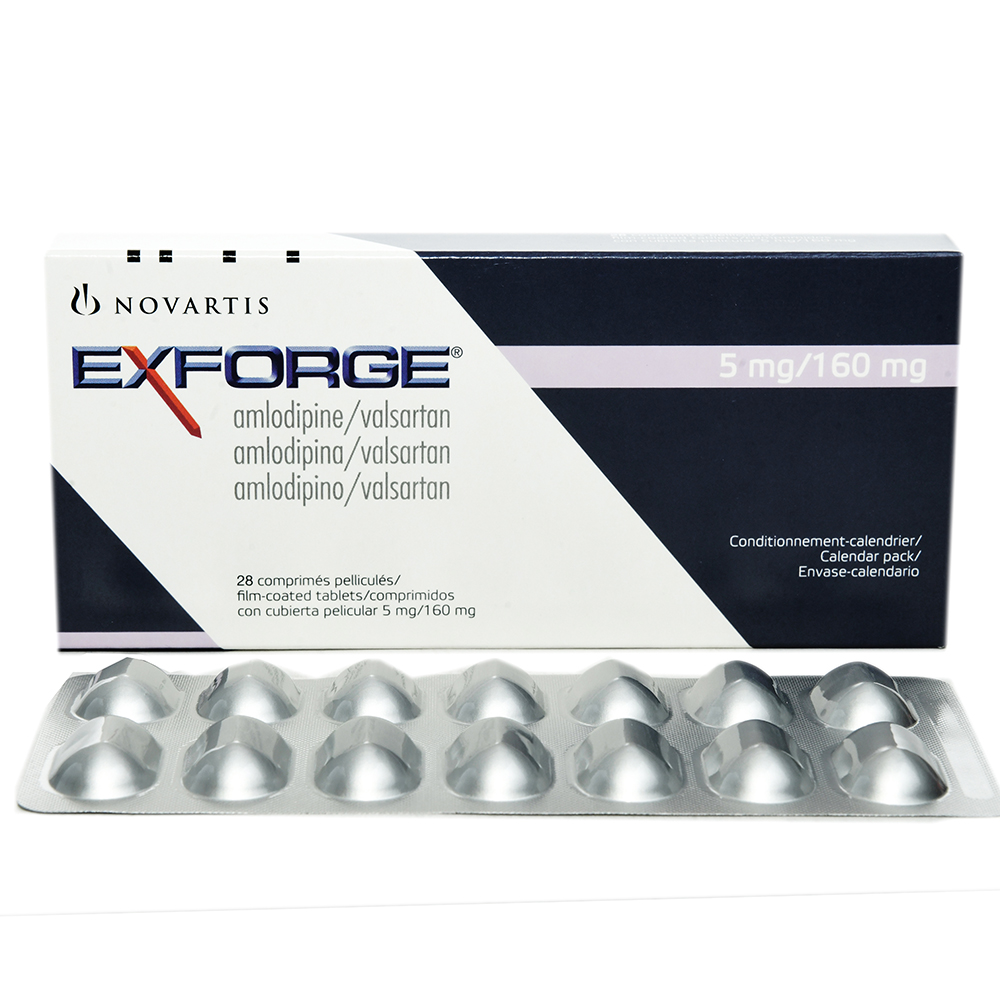 NOVARTIS
EXFORGE®
5 mg/160 mg
amlodipine/valsartan
amlodipina/valsartan
amlodipino/valsartan
Conditionnement-calendrier/
Calendar pack/
Envase-calendario
28 comprimés pelliculés/
film-coated tablets/comprimidos
con cubierta pelicular 5 mg/160 mg